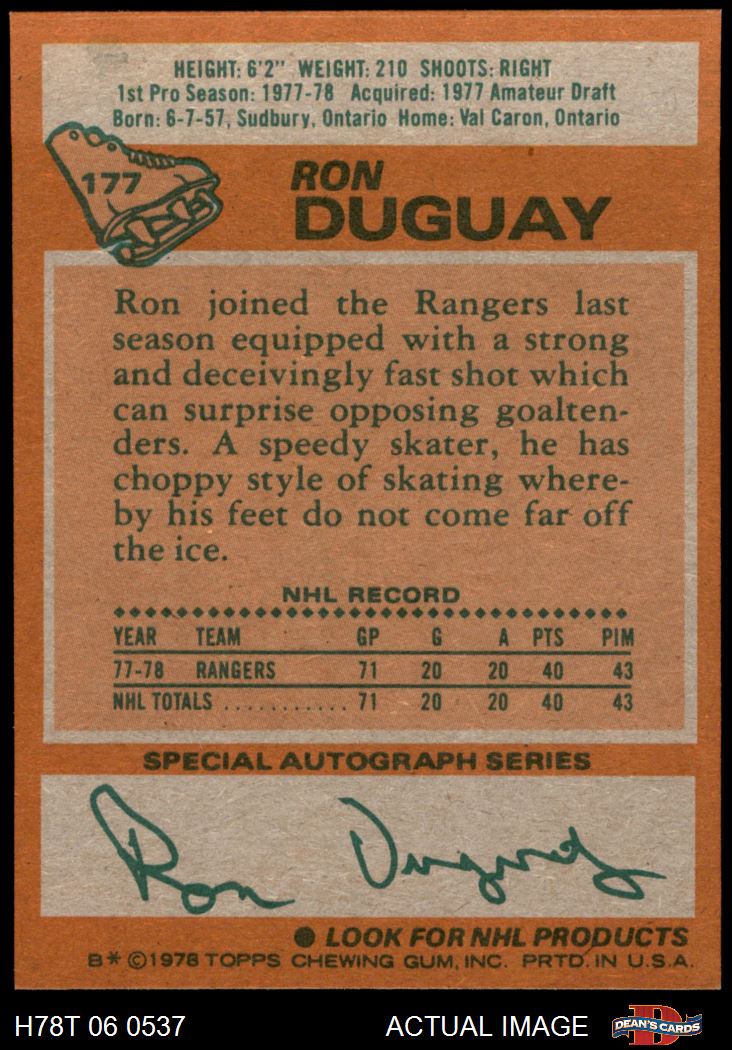 HEIGHT: 6'2" WEIGHT: 210 SHOOTS: RIGHT
1st Pro Season: 1977-78 Acquired: 1977 Amateur Draft
Born: 6-7-57, Sudbury, Ontario Home: Val Caron, Ontario
177
RON
DUGUAY
Ron joined the Rangers last
season equipped with a strong
and deceivingly fast shot which
can surprise opposing goalten-
ders. A speedy skater, he has
choppy style of skating where-
by his feet do not come far off
the ice.
NHL RECORD
YEAR TEAM GP G A PTS PIM
77-78 RANGERS 71 20 20 40 43
NHL TOTALS ........... 71 20 20 40 43
SPECIAL AUTOGRAPH SERIES
Ron Duguay
● LOOK FOR NHL PRODUCTS
B* ©1978 TOPPS CHEWING GUM, INC. PRTD. IN U.S.A.
H78T 06 0537 ACTUAL IMAGE D DEAN'S CARDS